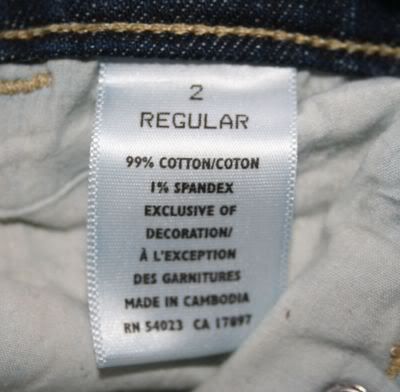 2
REGULAR
99% COTTON/COTON
1% SPANDEX
EXCLUSIVE OF
DECORATION/
À L'EXCEPTION
DES GARNITURES
MADE IN CAMBODIA
RN 54023 CA 17897